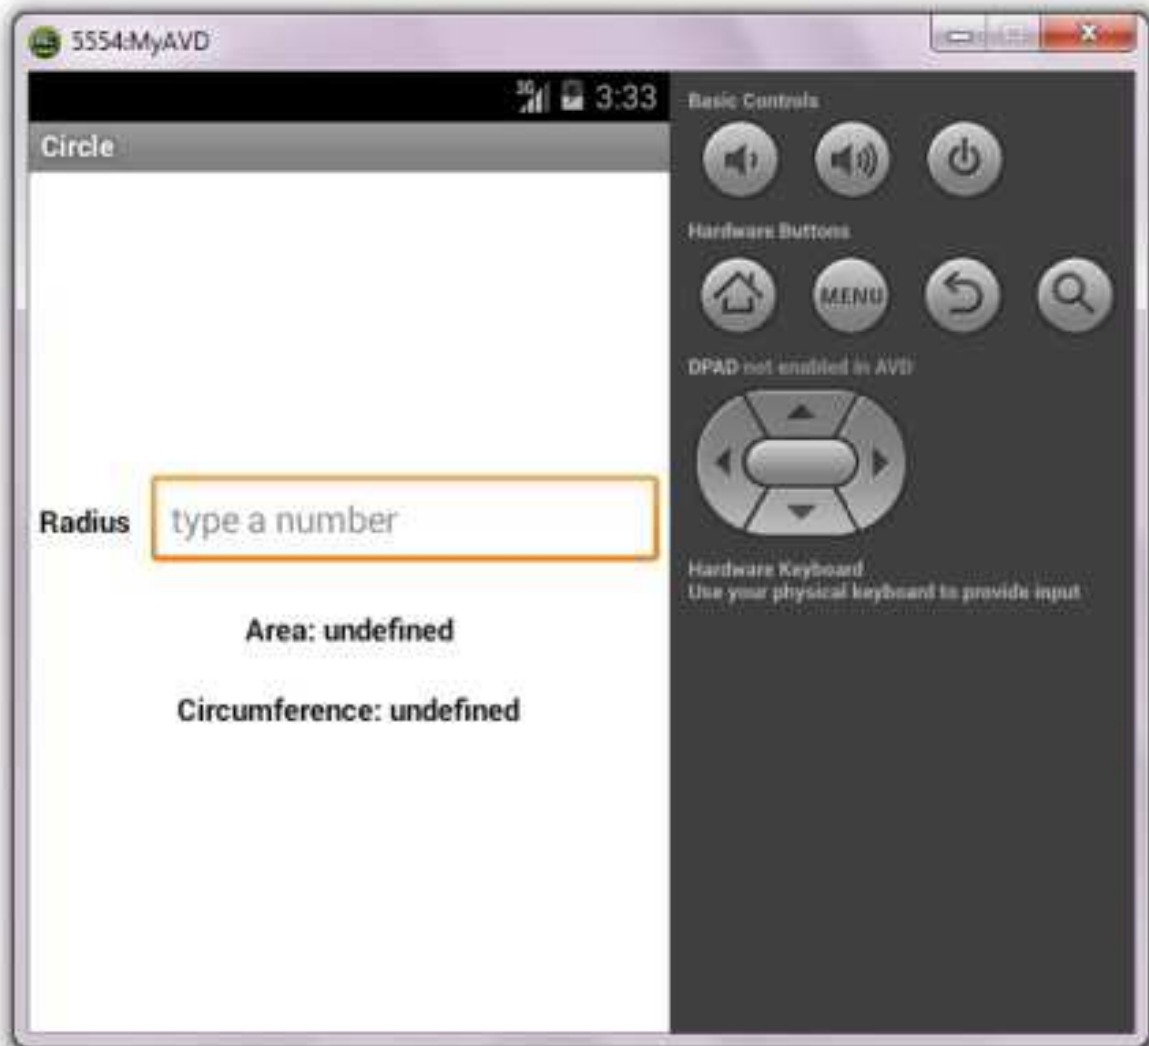 5554:MyAVD
3G 3:33
Circle
Radius type a number
Area: undefined
Circumference: undefined
Basic Controls
Hardware Buttons
MENU
DPAD not enabled in AVD
Hardware Keyboard
Use your physical keyboard to provide input